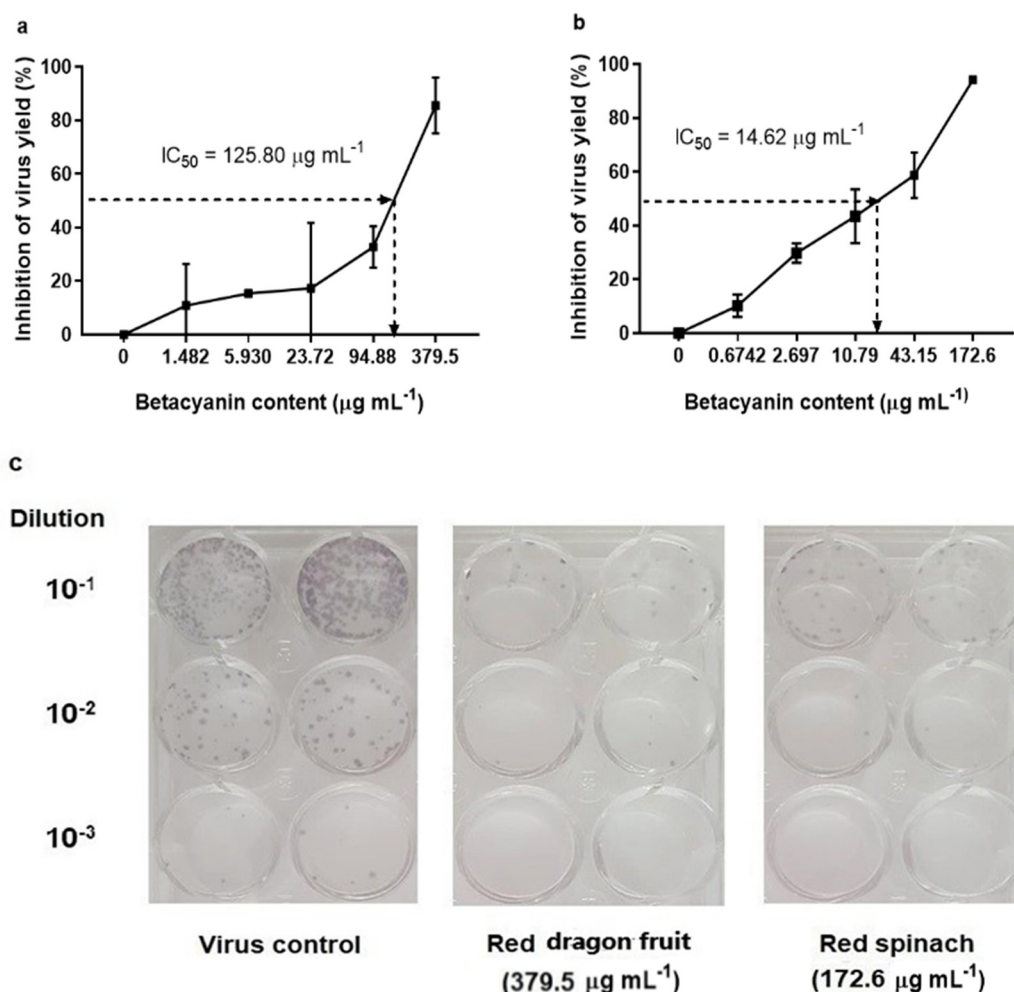 a
Inhibition of virus yield (%)
100
80
60
40
20
0
IC50 = 125.80 μg mL-1
0 1.482 5.930 23.72 94.88 379.5
Betacyanin content (μg mL-1)
b
Inhibition of virus yield (%)
100
80
60
40
20
0
IC50 = 14.62 μg mL-1
0 0.6742 2.697 10.79 43.15 172.6
Betacyanin content (μg mL-1)
c
Dilution
10-1
10-2
10-3
Virus control
Red dragon fruit
(379.5 μg mL-1)
Red spinach
(172.6 μg mL-1)